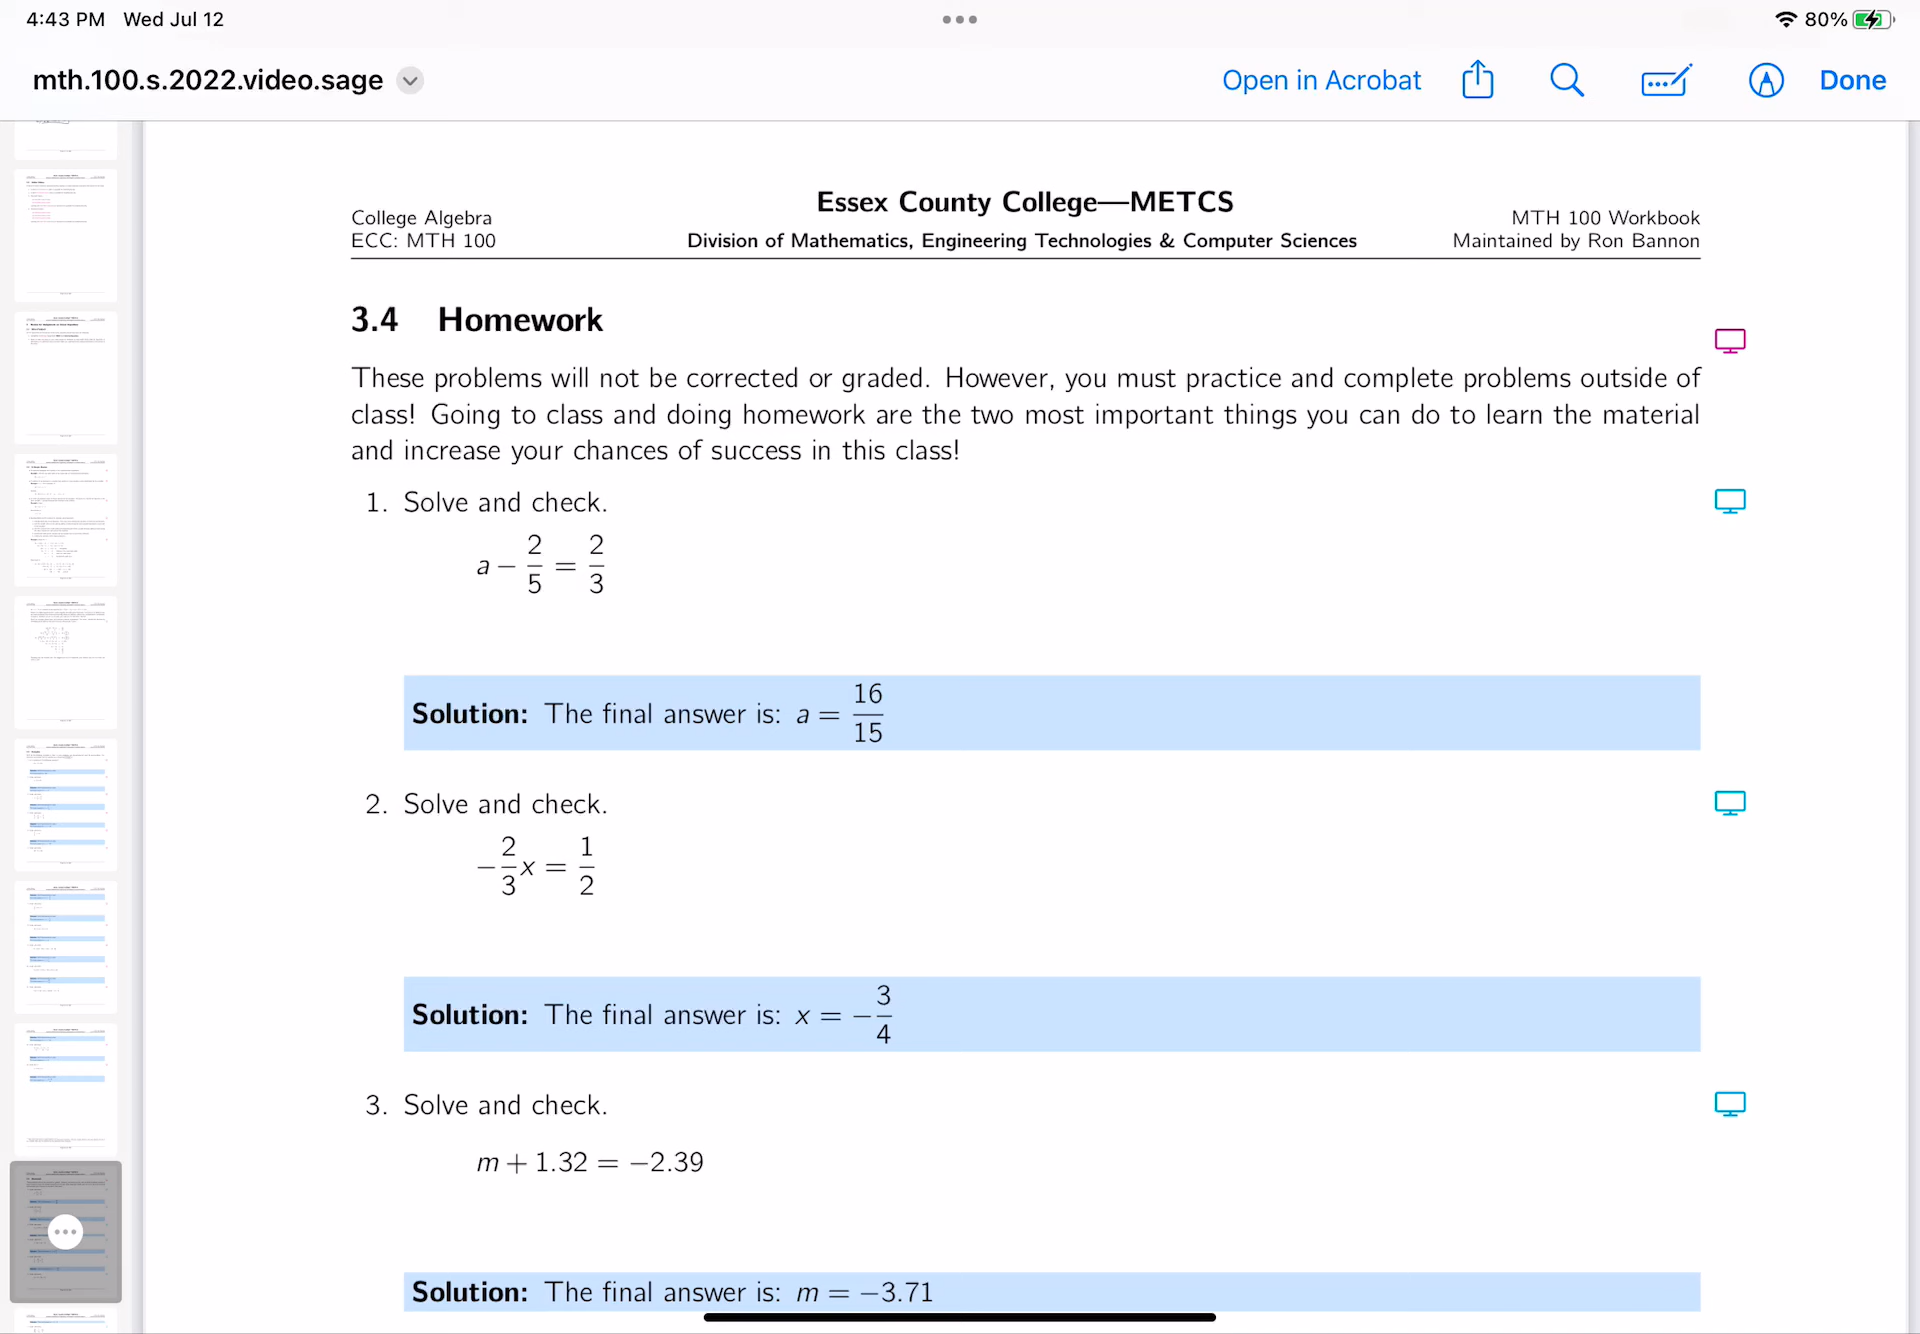 4:43 PM Wed Jul 12
80%
mth.100.s.2022.video.sage
Open in Acrobat
Done
College Algebra
ECC: MTH 100
Essex County College—METCS
Division of Mathematics, Engineering Technologies & Computer Sciences
MTH 100 Workbook
Maintained by Ron Bannon
3.4 Homework
These problems will not be corrected or graded. However, you must practice and complete problems outside of
class! Going to class and doing homework are the two most important things you can do to learn the material
and increase your chances of success in this class!
1. Solve and check.
a − 2/5 = 2/3
Solution: The final answer is: a = 16/15
2. Solve and check.
−2/3 x = 1/2
Solution: The final answer is: x = −3/4
3. Solve and check.
m + 1.32 = −2.39
Solution: The final answer is: m = −3.71